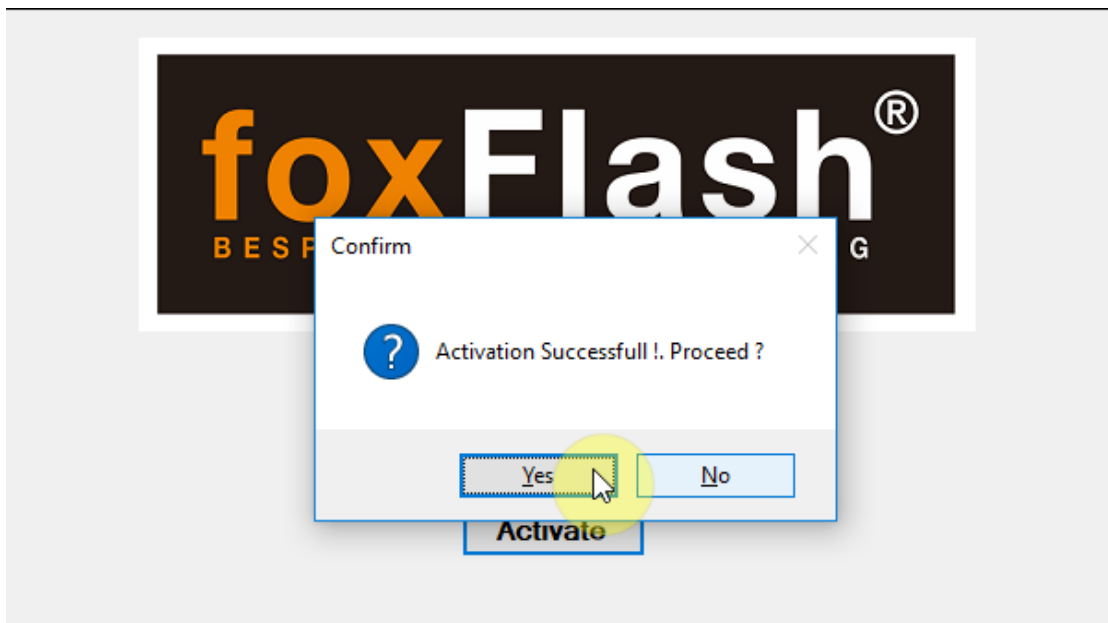 foxFlash®
BESP
G
Confirm
Activation Successfull !. Proceed ?
Yes
No
Activate